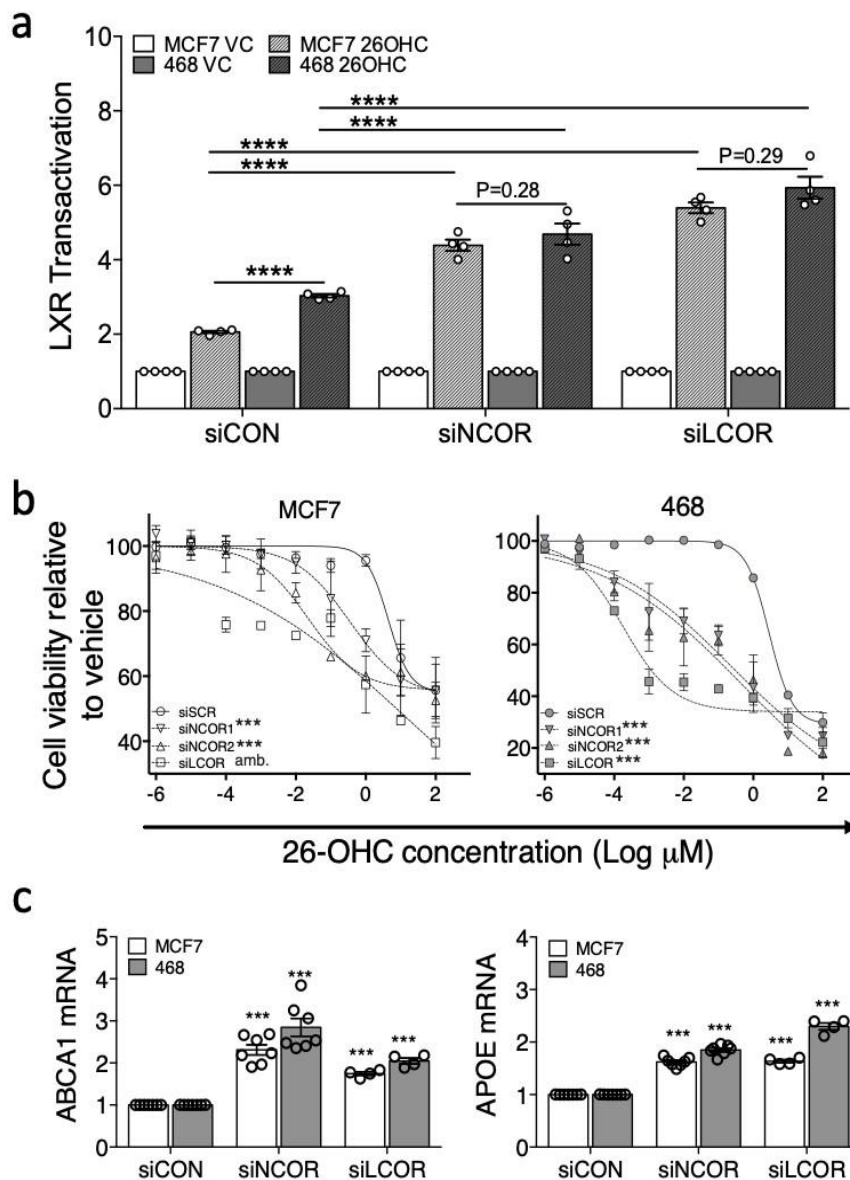 a
MCF7 VC MCF7 26OHC
468 VC 468 26OHC
LXR Transactivation
10
8
6
4
2
0
****
****
****
****
****
P=0.28
P=0.29
siCON siNCOR siLCOR
b
MCF7 468
Cell viability relative
to vehicle
100
80
60
40
siSCR
siNCOR1***
siNCOR2***
siLCOR amb.
-6 -4 -2 0 2
100
80
60
40
20
siSCR
siNCOR1***
siNCOR2***
siLCOR***
-6 -4 -2 0 2
26-OHC concentration (Log μM)
c
ABCA1 mRNA
5
4
3
2
1
0
MCF7
468
***
***
***
***
siCON siNCOR siLCOR
APOE mRNA
4
3
2
1
0
MCF7
468
***
***
***
***
siCON siNCOR siLCOR